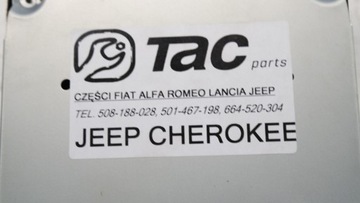 Tac parts
CZĘŚCI FIAT ALFA ROMEO LANCIA JEEP
TEL. 508-188-028, 501-467-198, 664-520-304
JEEP CHEROKEE